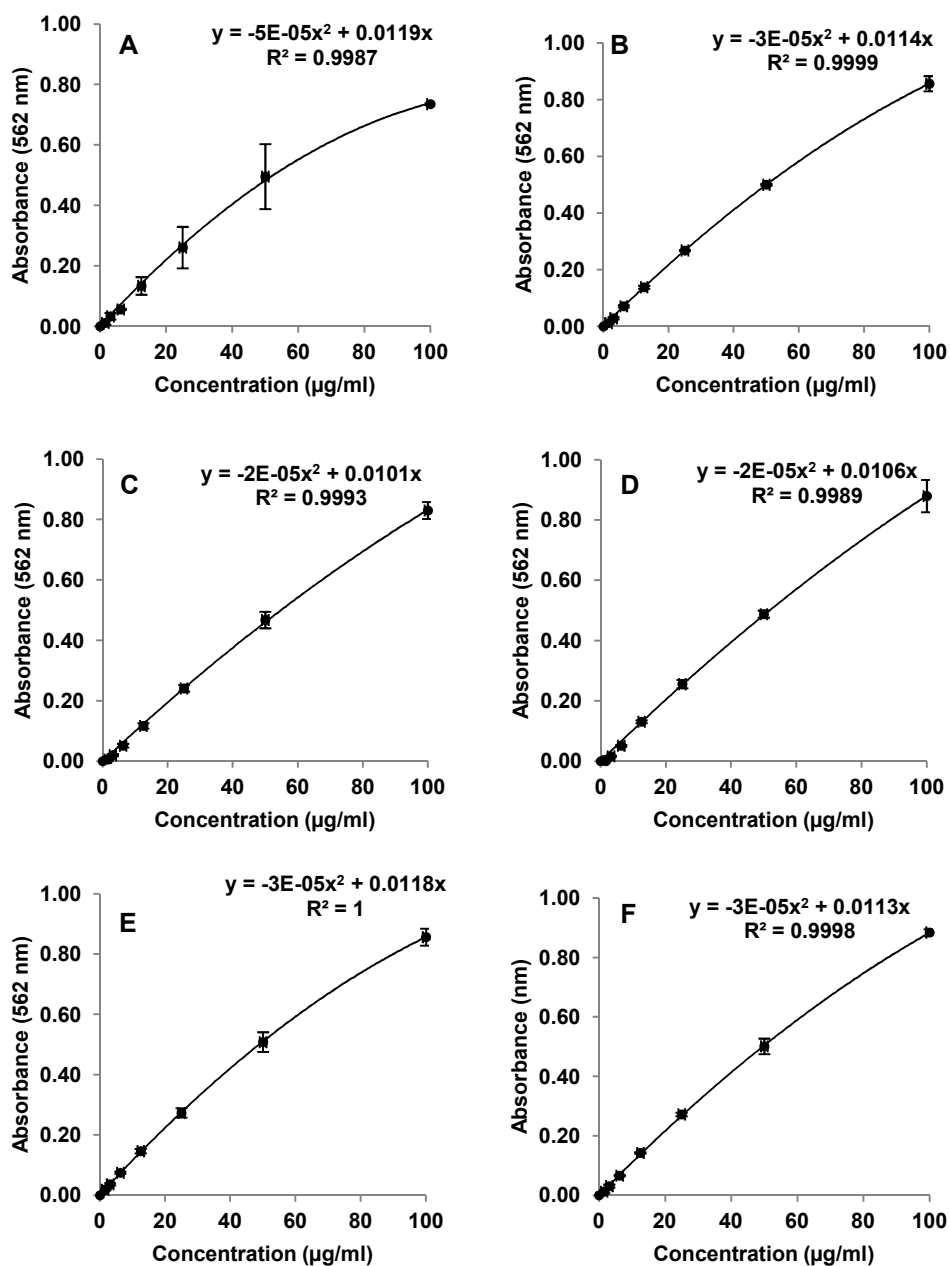 A
y = -5E-05x² + 0.0119x
R² = 0.9987
1.00
0.80
0.60
0.40
0.20
0.00
Absorbance (562 nm)
0 20 40 60 80 100
Concentration (µg/ml)
B
y = -3E-05x² + 0.0114x
R² = 0.9999
1.00
0.80
0.60
0.40
0.20
0.00
Absorbance (562 nm)
0 20 40 60 80 100
Concentration (µg/ml)
C
y = -2E-05x² + 0.0101x
R² = 0.9993
1.00
0.80
0.60
0.40
0.20
0.00
Absorbance (562 nm)
0 20 40 60 80 100
Concentration (µg/ml)
D
y = -2E-05x² + 0.0106x
R² = 0.9989
1.00
0.80
0.60
0.40
0.20
0.00
Absorbance (562 nm)
0 20 40 60 80 100
Concentration (µg/ml)
E
y = -3E-05x² + 0.0118x
R² = 1
1.00
0.80
0.60
0.40
0.20
0.00
Absorbance (562 nm)
0 20 40 60 80 100
Concentration (µg/ml)
F
y = -3E-05x² + 0.0113x
R² = 0.9998
1.00
0.80
0.60
0.40
0.20
0.00
Absorbance (nm)
0 20 40 60 80 100
Concentration (µg/ml)